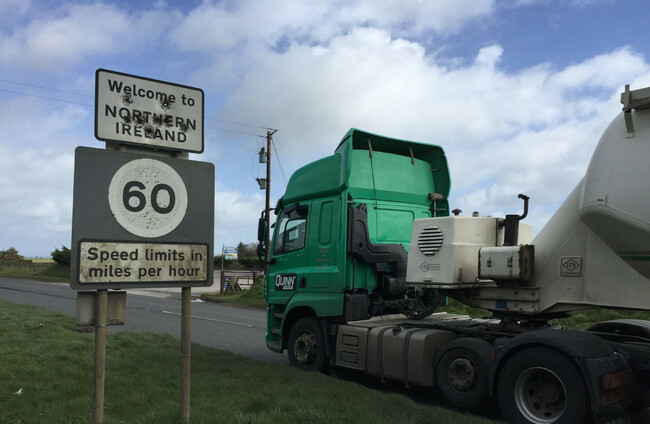 Welcome to
NORTHERN
IRELAND
60
Speed limits in
miles per hour
QUINN